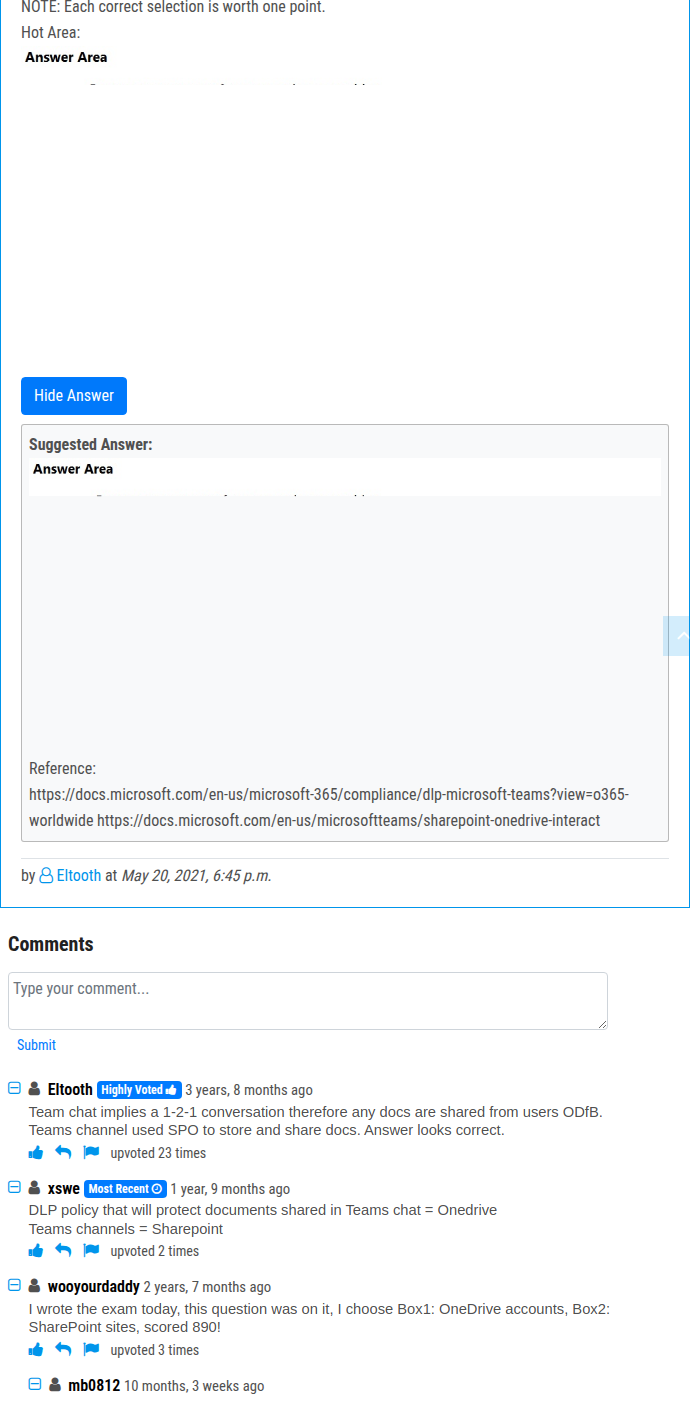 NOTE: Each correct selection is worth one point.
Hot Area:
Answer Area
Hide Answer
Suggested Answer:
Answer Area
Reference:
https://docs.microsoft.com/en-us/microsoft-365/compliance/dlp-microsoft-teams?view=o365-
worldwide https://docs.microsoft.com/en-us/microsoftteams/sharepoint-onedrive-interact
by Eltooth at May 20, 2021, 6:45 p.m.
Comments
Type your comment...
Submit
Eltooth Highly Voted 3 years, 8 months ago
Team chat implies a 1-2-1 conversation therefore any docs are shared from users ODfB.
Teams channel used SPO to store and share docs. Answer looks correct.
upvoted 23 times
xswe Most Recent 1 year, 9 months ago
DLP policy that will protect documents shared in Teams chat = Onedrive
Teams channels = Sharepoint
upvoted 2 times
wooyourdaddy 2 years, 7 months ago
I wrote the exam today, this question was on it, I choose Box1: OneDrive accounts, Box2:
SharePoint sites, scored 890!
upvoted 3 times
mb0812 10 months, 3 weeks ago